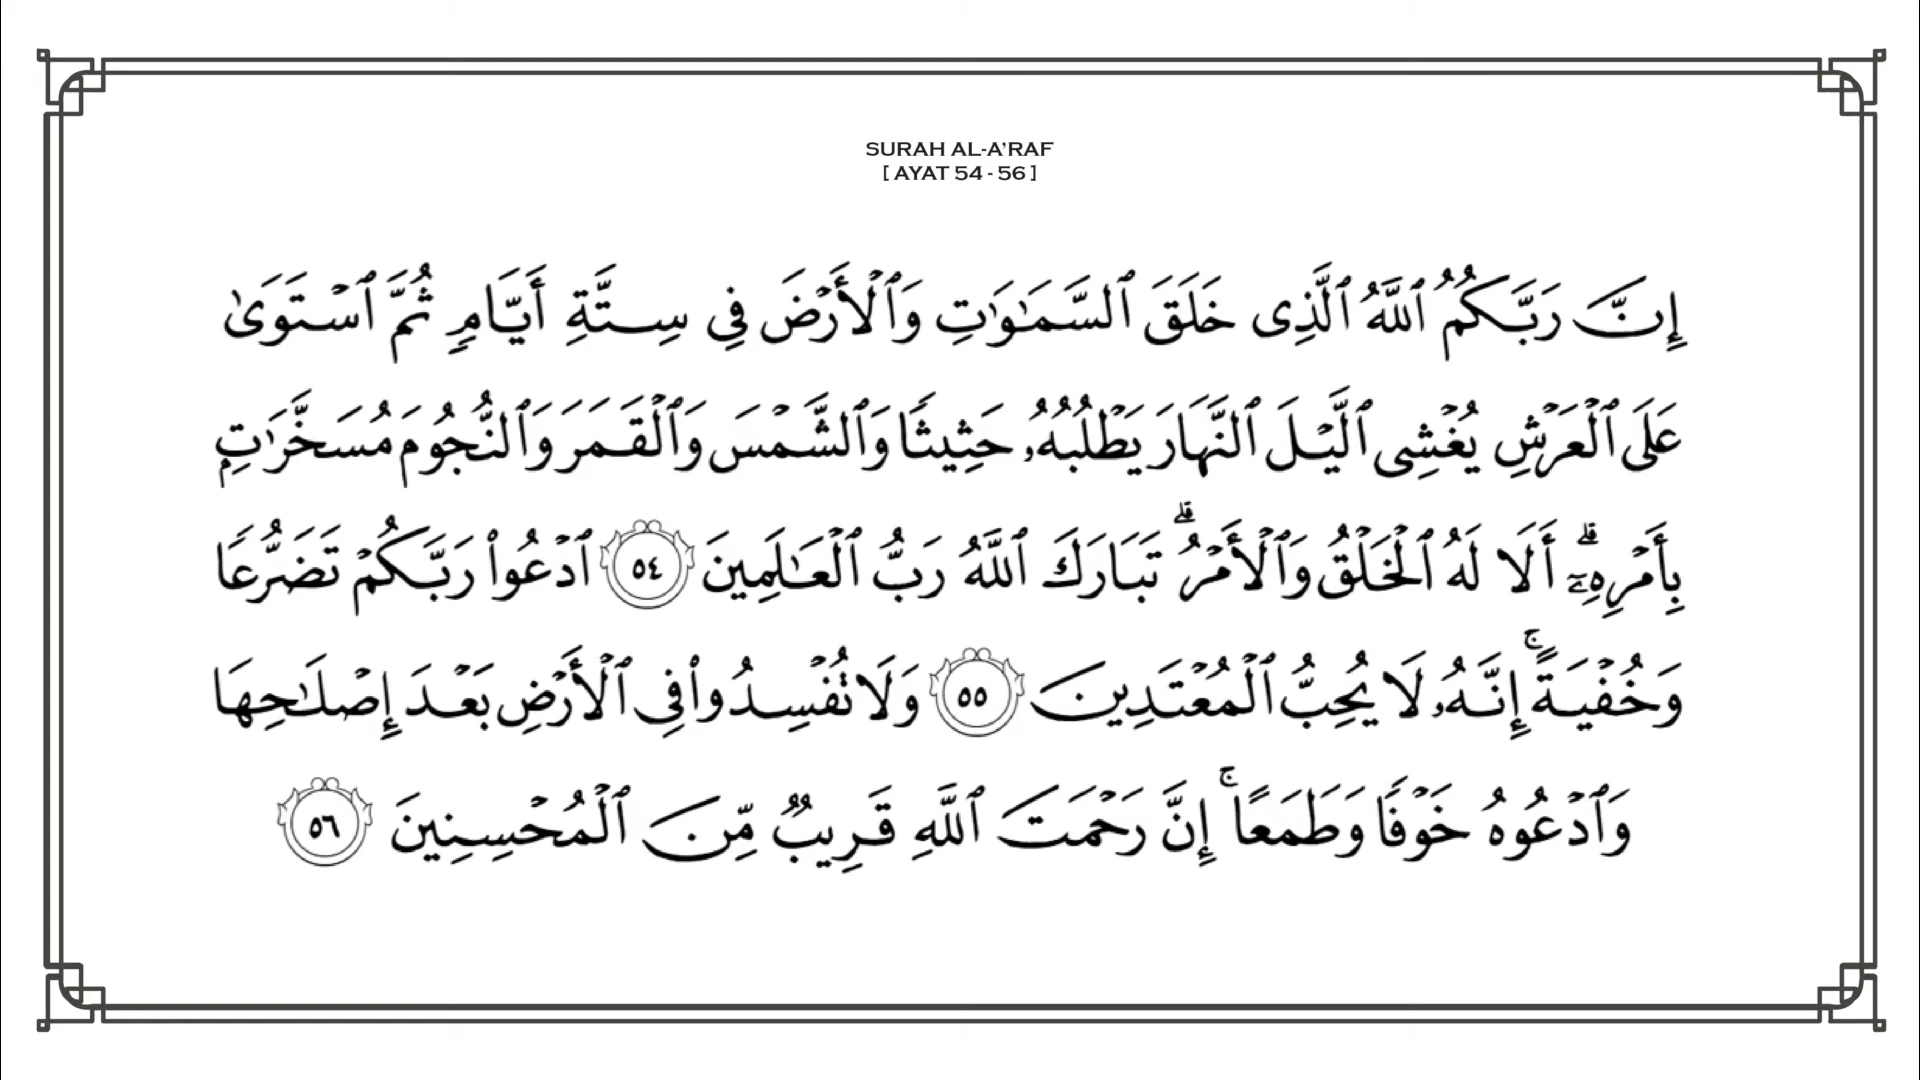 SURAH AL-A’RAF
[ AYAT 54 - 56 ]
إِنَّ رَبَّكُمُ ٱللَّهُ ٱلَّذِى خَلَقَ ٱلسَّمَٰوَٰتِ وَٱلْأَرْضَ فِى سِتَّةِ أَيَّامٍ ثُمَّ ٱسْتَوَىٰ
عَلَى ٱلْعَرْشِ يُغْشِى ٱلَّيْلَ ٱلنَّهَارَ يَطْلُبُهُۥ حَثِيثًا وَٱلشَّمْسَ وَٱلْقَمَرَ وَٱلنُّجُومَ مُسَخَّرَٰتٍۭ
بِأَمْرِهِۦٓ ۗ أَلَا لَهُ ٱلْخَلْقُ وَٱلْأَمْرُ ۗ تَبَارَكَ ٱللَّهُ رَبُّ ٱلْعَٰلَمِينَ ٥٤ ٱدْعُوا۟ رَبَّكُمْ تَضَرُّعًا
وَخُفْيَةً ۚ إِنَّهُۥ لَا يُحِبُّ ٱلْمُعْتَدِينَ ٥٥ وَلَا تُفْسِدُوا۟ فِى ٱلْأَرْضِ بَعْدَ إِصْلَٰحِهَا
وَٱدْعُوهُ خَوْفًا وَطَمَعًا ۚ إِنَّ رَحْمَتَ ٱللَّهِ قَرِيبٌ مِّنَ ٱلْمُحْسِنِينَ ٥٦